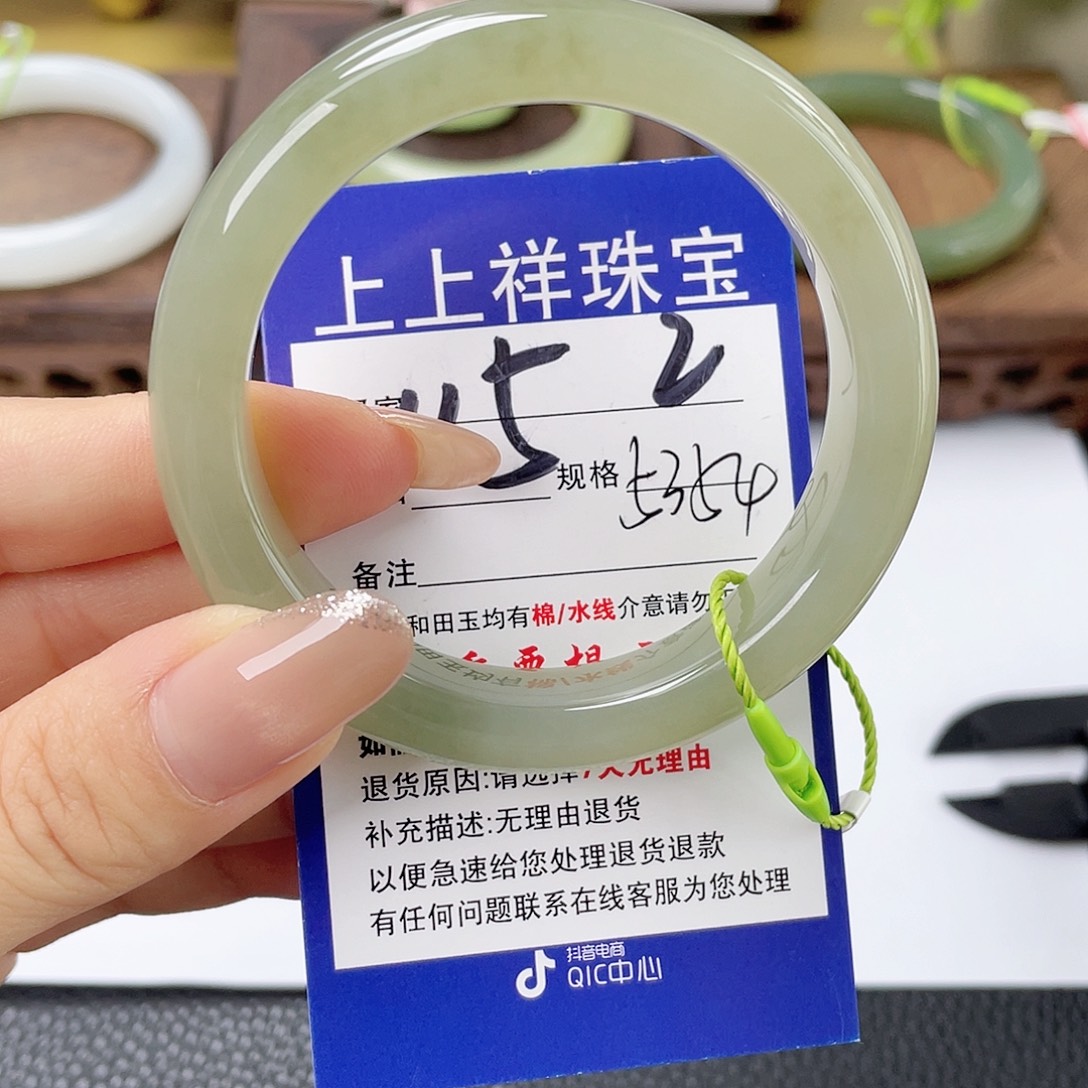 上上祥珠宝
5 2
规格 5354
备注
和田玉均有棉/水线介意请勿
退货原因:请选择7天无理由
补充描述:无理由退货
以便急速给您处理退货退款
有任何问题联系在线客服为您处理
抖音电商
QIC中心